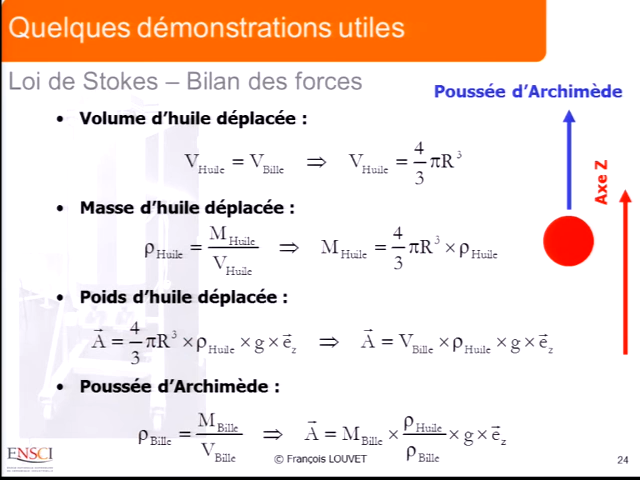 Quelques démonstrations utiles
Loi de Stokes – Bilan des forces
Poussée d'Archimède
• Volume d'huile déplacée :
V_Huile = V_Bille ⇒ V_Huile = 4/3 πR³
Axe Z
• Masse d'huile déplacée :
ρ_Huile = M_Huile / V_Huile ⇒ M_Huile = 4/3 πR³ × ρ_Huile
• Poids d'huile déplacée :
A⃗ = 4/3 πR³ × ρ_Huile × g × e⃗_z ⇒ A⃗ = V_Bille × ρ_Huile × g × e⃗_z
• Poussée d'Archimède :
ρ_Bille = M_Bille / V_Bille ⇒ A⃗ = M_Bille × ρ_Huile / ρ_Bille × g × e⃗_z
ENSCI
© François LOUVET
24